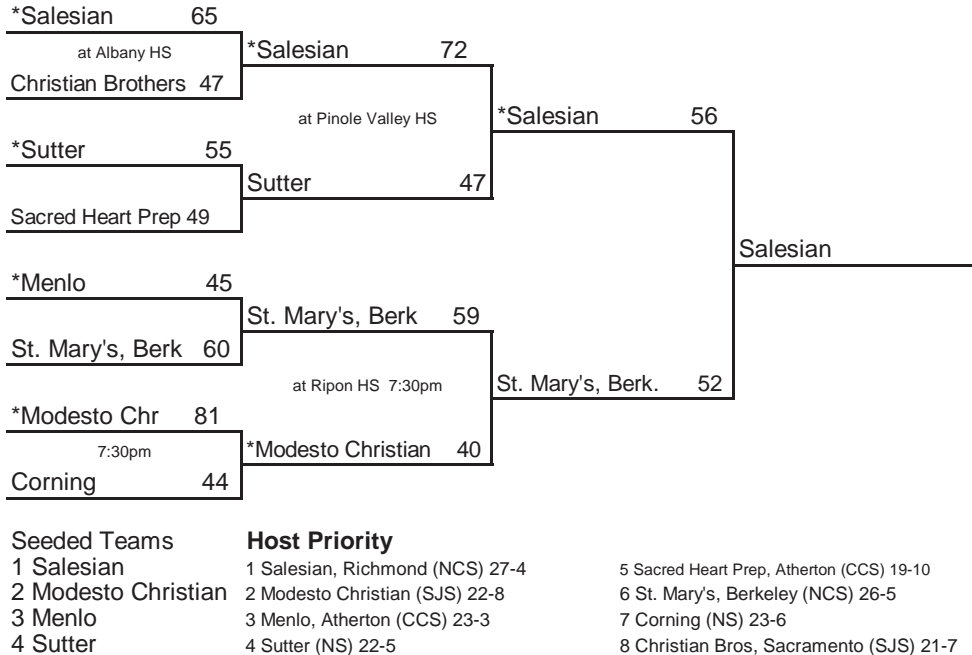 *Salesian 65
at Albany HS
Christian Brothers 47
*Salesian 72
at Pinole Valley HS
*Sutter 55
Sutter 47
Sacred Heart Prep 49
*Salesian 56
Salesian
*Menlo 45
St. Mary's, Berk 60
St. Mary's, Berk 59
at Ripon HS 7:30pm
St. Mary's, Berk. 52
*Modesto Chr 81
7:30pm
Corning 44
*Modesto Christian 40
Seeded Teams
1 Salesian
2 Modesto Christian
3 Menlo
4 Sutter
Host Priority
1 Salesian, Richmond (NCS) 27-4
2 Modesto Christian (SJS) 22-8
3 Menlo, Atherton (CCS) 23-3
4 Sutter (NS) 22-5
5 Sacred Heart Prep, Atherton (CCS) 19-10
6 St. Mary's, Berkeley (NCS) 26-5
7 Corning (NS) 23-6
8 Christian Bros, Sacramento (SJS) 21-7